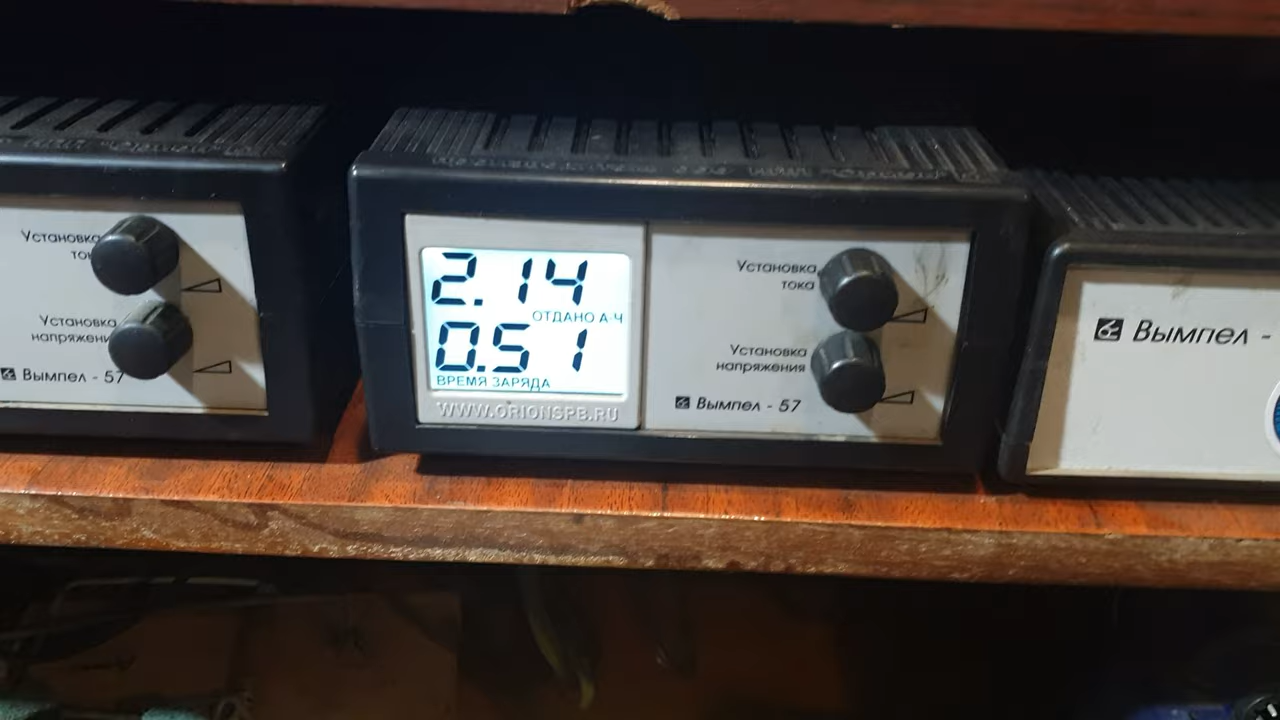 Установка
тока
Установка
напряжения
Вымпел - 57
2.14
ОТДАНО А·Ч
0.51
ВРЕМЯ ЗАРЯДА
WWW.ORIONSPB.RU
Установка
тока
Установка
напряжения
Вымпел - 57
Вымпел -